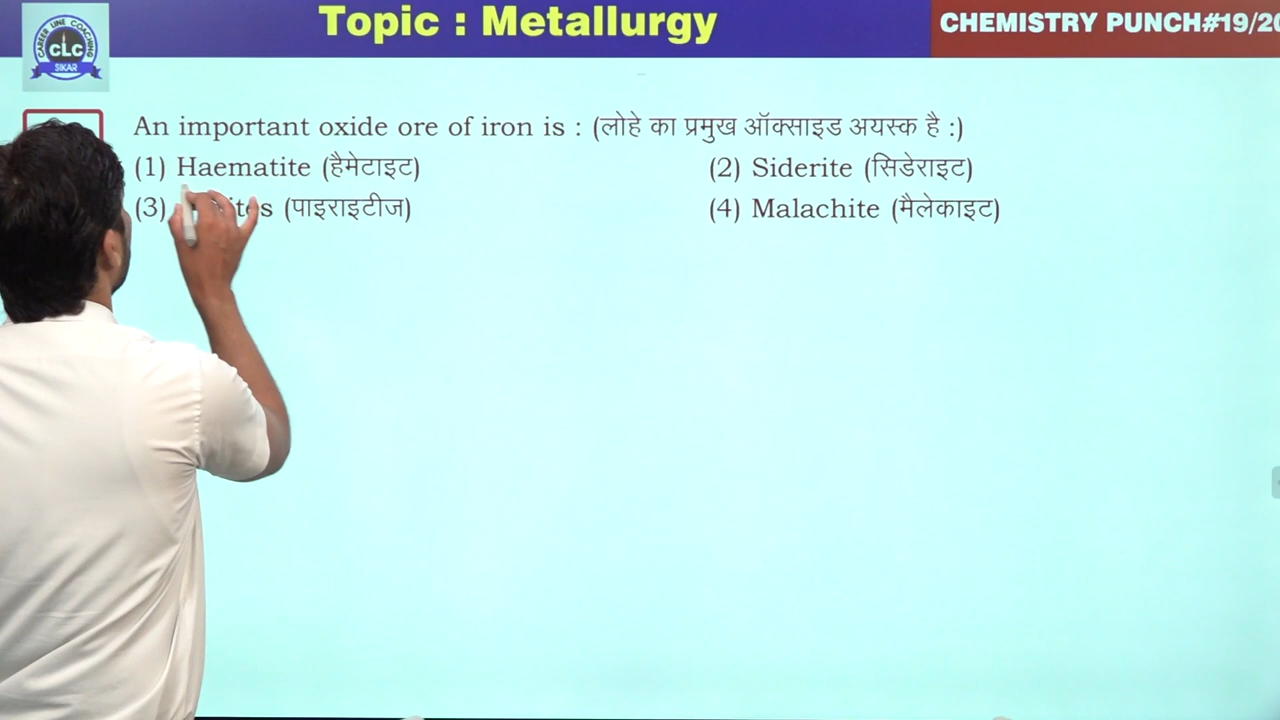 Topic : Metallurgy
CHEMISTRY PUNCH#19/20
CAREER LINE COACHING
CLC
SIKAR
An important oxide ore of iron is : (लोहे का प्रमुख ऑक्साइड अयस्क है :)
(1) Haematite (हैमेटाइट)
(2) Siderite (सिडेराइट)
(3) (पाइराइटीज)
(4) Malachite (मैलेकाइट)